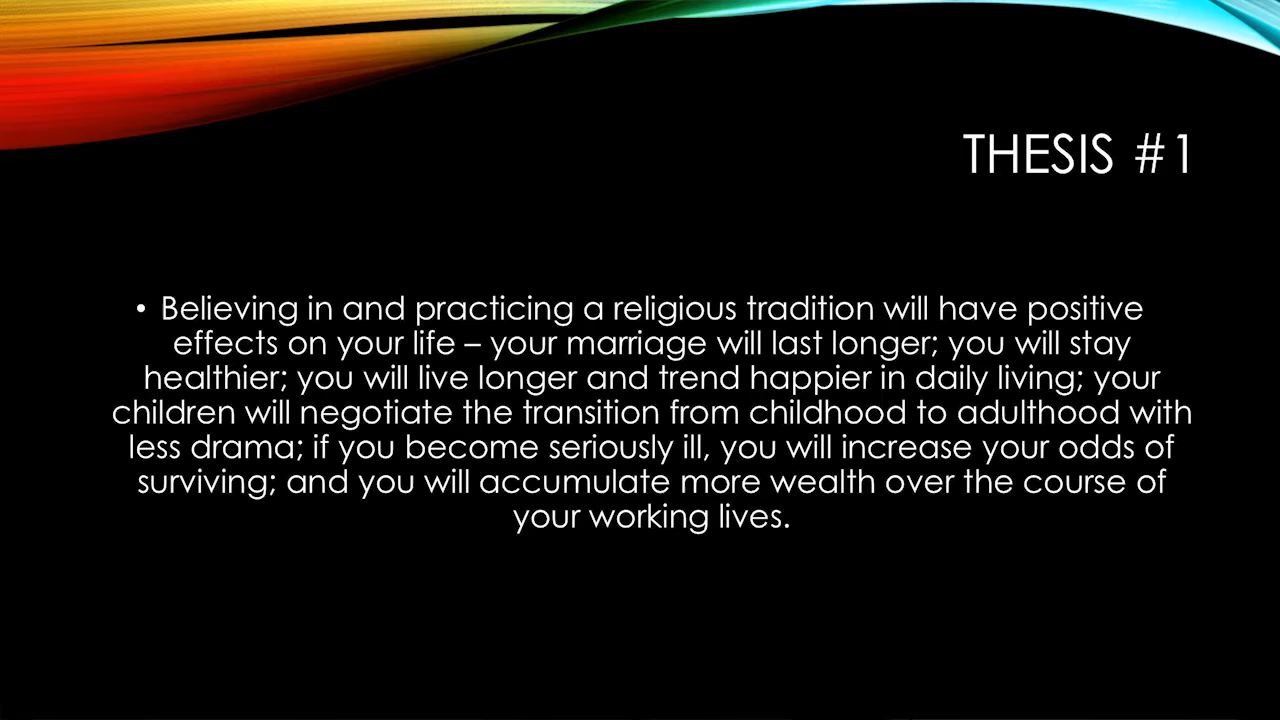 THESIS #1
• Believing in and practicing a religious tradition will have positive
effects on your life – your marriage will last longer; you will stay
healthier; you will live longer and trend happier in daily living; your
children will negotiate the transition from childhood to adulthood with
less drama; if you become seriously ill, you will increase your odds of
surviving; and you will accumulate more wealth over the course of
your working lives.